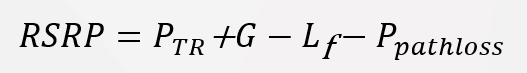 RSRP = P_TR + G − L_f − P_pathloss